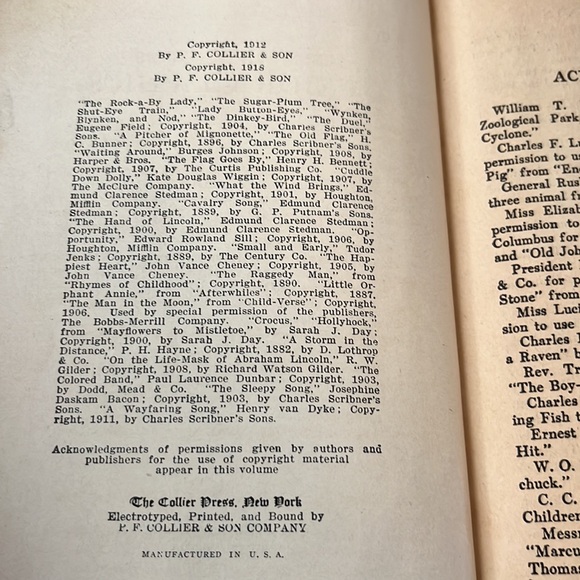 Copyright, 1912
By P. F. COLLIER & SON
Copyright, 1918
By P. F. COLLIER & SON
"The Rock-a-By Lady," "The Sugar-Plum Tree," "The
Shut-Eye Train," "Lady Button-Eyes," "Wynken,
Blynken, and Nod," "The Dinkey-Bird," "The Duel,"
Eugene Field; Copyright, 1904, by Charles Scribner's
Sons. "A Pitcher of Mignonette," "The Old Flag," H.
C. Bunner; Copyright, 1896, by Charles Scribner's Sons.
"Waiting Around," Burges Johnson; Copyright, 1908, by
Harper & Bros. "The Flag Goes By," Henry H. Bennett;
Copyright, 1907, by The Curtis Publishing Co. "Cuddle
Down Dolly," Kate Douglas Wiggin; Copyright, 1907, by
The McClure Company. "What the Wind Brings," Ed-
mund Clarence Stedman; Copyright, 1901, by Houghton,
Mifflin Company. "Cavalry Song," Edmund Clarence
Stedman; Copyright, 1889, by G. P. Putnam's Sons.
"The Hand of Lincoln," Edmund Clarence Stedman;
Copyright, 1900, by Edmund Clarence Stedman. "Op-
portunity," Edward Rowland Sill; Copyright, 1906, by
Houghton, Mifflin Company. "Small and Early," Tudor
Jenks; Copyright, 1889, by The Century Co. "The Hap-
piest Heart," John Vance Cheney; Copyright, 1905, by
John Vance Cheney. "The Raggedy Man," from
"Rhymes of Childhood"; Copyright, 1890. "Little Or-
phant Annie," from "Afterwhiles"; Copyright, 1887.
"The Man in the Moon," from "Child-Verse"; Copyright,
1906. Used by special permission of the publishers,
The Bobbs-Merrill Company. "Crocus," "Hollyhock,"
from "Mayflowers to Mistletoe," by Sarah J. Day;
Copyright, 1900, by Sarah J. Day. "A Storm in the
Distance," P. H. Hayne; Copyright, 1882, by D. Lothrop
& Co. "On the Life-Mask of Abraham Lincoln," R. W.
Gilder; Copyright, 1908, by Richard Watson Gilder. "The
Colored Band," Paul Laurence Dunbar; Copyright, 1903,
by Dodd, Mead & Co. "The Sleepy Song," Josephine
Daskam Bacon; Copyright, 1903, by Charles Scribner's
Sons. "A Wayfaring Song," Henry van Dyke; Copy-
right, 1911, by Charles Scribner's Sons.
Acknowledgments of permissions given by authors and
publishers for the use of copyright material
appear in this volume
The Collier Press, New York
Electrotyped, Printed, and Bound by
P. F. COLLIER & SON COMPANY
MANUFACTURED IN U. S. A.
AC
William T.
Zoological Park
Cyclone."
Charles F. Lu
permission to u
Pig" from "En
General Rus
three animal fr
Miss Elizab
permission to
Columbus for
and "Old Joh
President
& Co. for p
Stone" from
Miss Luci
sion to use
Charles
a Raven" h
Rev. Tr
"The Boy-
Charles
ing Fish t
Ernest
Hit."
W. O.
chuck."
C. C.
Children
Messr
"Marcu
Thomas